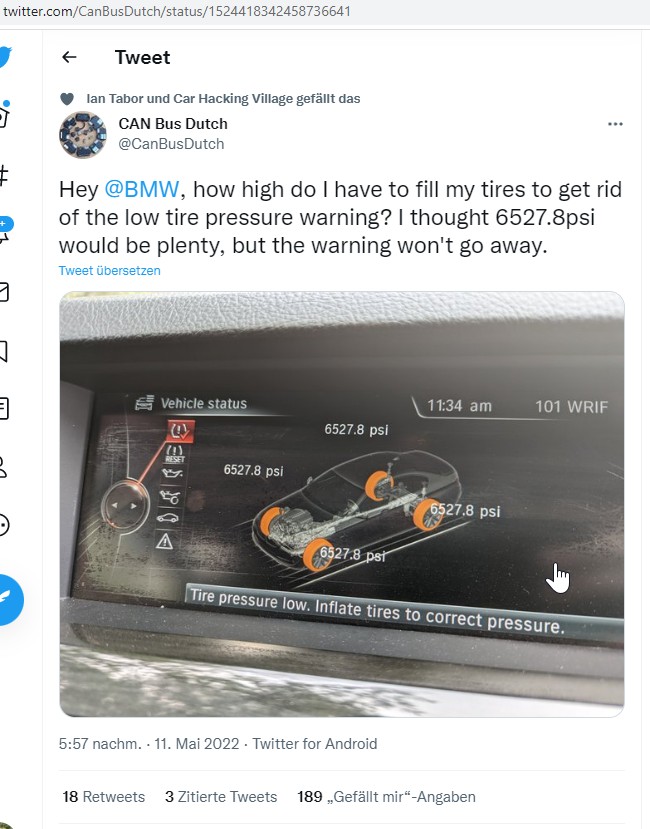 twitter.com/CanBusDutch/status/1524418342458736641
Tweet
Ian Tabor und Car Hacking Village gefällt das
CAN Bus Dutch
@CanBusDutch
Hey @BMW, how high do I have to fill my tires to get rid
of the low tire pressure warning? I thought 6527.8psi
would be plenty, but the warning won't go away.
Tweet übersetzen
Vehicle status
11:34 am
101 WRIF
6527.8 psi
6527.8 psi
RESET
6527.8 psi
6527.8 psi
Tire pressure low. Inflate tires to correct pressure.
5:57 nachm. · 11. Mai 2022 · Twitter for Android
18 Retweets 3 Zitierte Tweets 189 „Gefällt mir“-Angaben